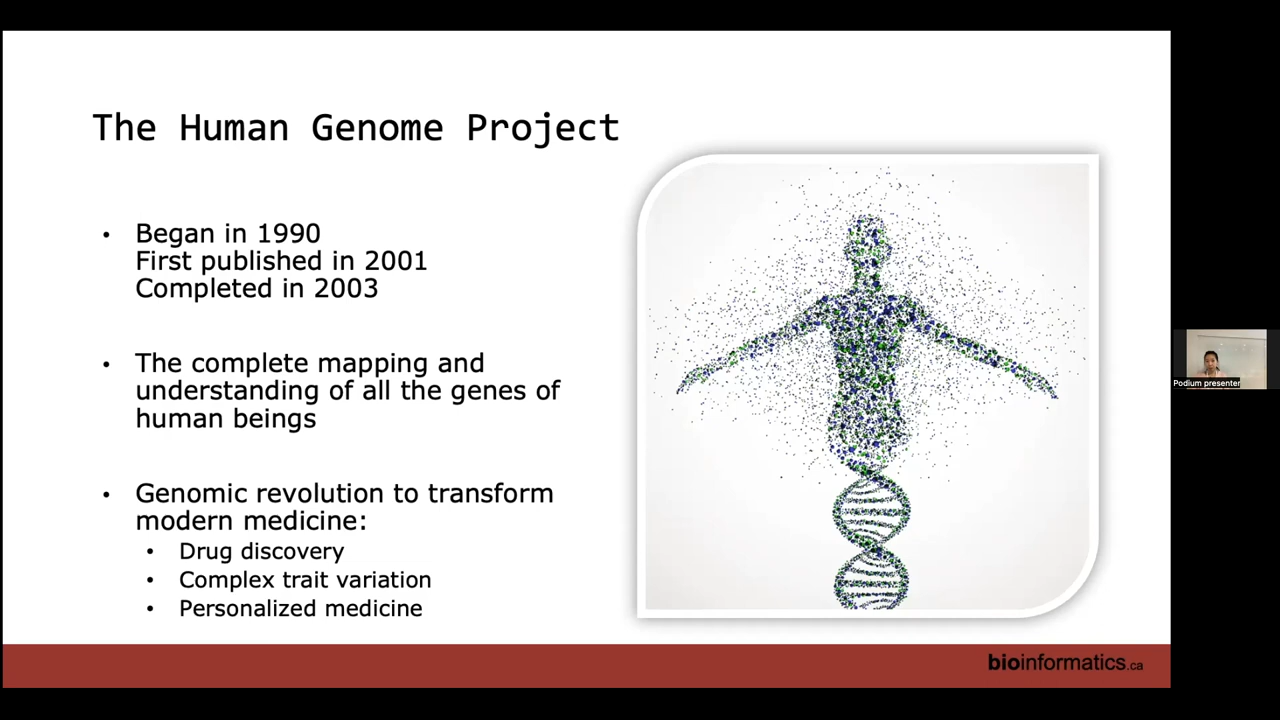 The Human Genome Project
• Began in 1990
First published in 2001
Completed in 2003
• The complete mapping and
understanding of all the genes of
human beings
• Genomic revolution to transform
modern medicine:
• Drug discovery
• Complex trait variation
• Personalized medicine
bioinformatics.ca
Podium presenter